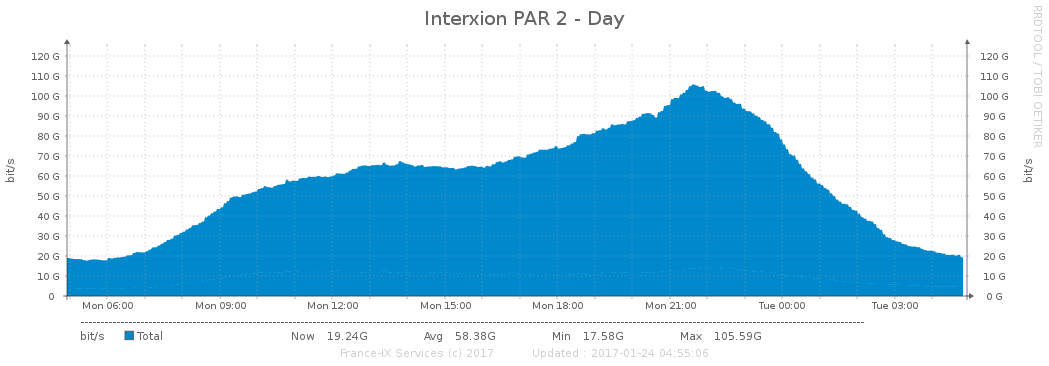 Interxion PAR 2 - Day
RRDTOOL / TOBI OETIKER
bit/s
120 G 120 G
110 G 110 G
100 G 100 G
90 G 90 G
80 G 80 G
70 G 70 G
60 G 60 G
50 G 50 G
40 G 40 G
30 G 30 G
20 G 20 G
10 G 10 G
0 0 G
bit/s
Mon 06:00 Mon 09:00 Mon 12:00 Mon 15:00 Mon 18:00 Mon 21:00 Tue 00:00 Tue 03:00
bit/s Total Now 19.24G Avg 58.38G Min 17.58G Max 105.59G
France-IX Services (c) 2017 Updated : 2017-01-24 04:55:06